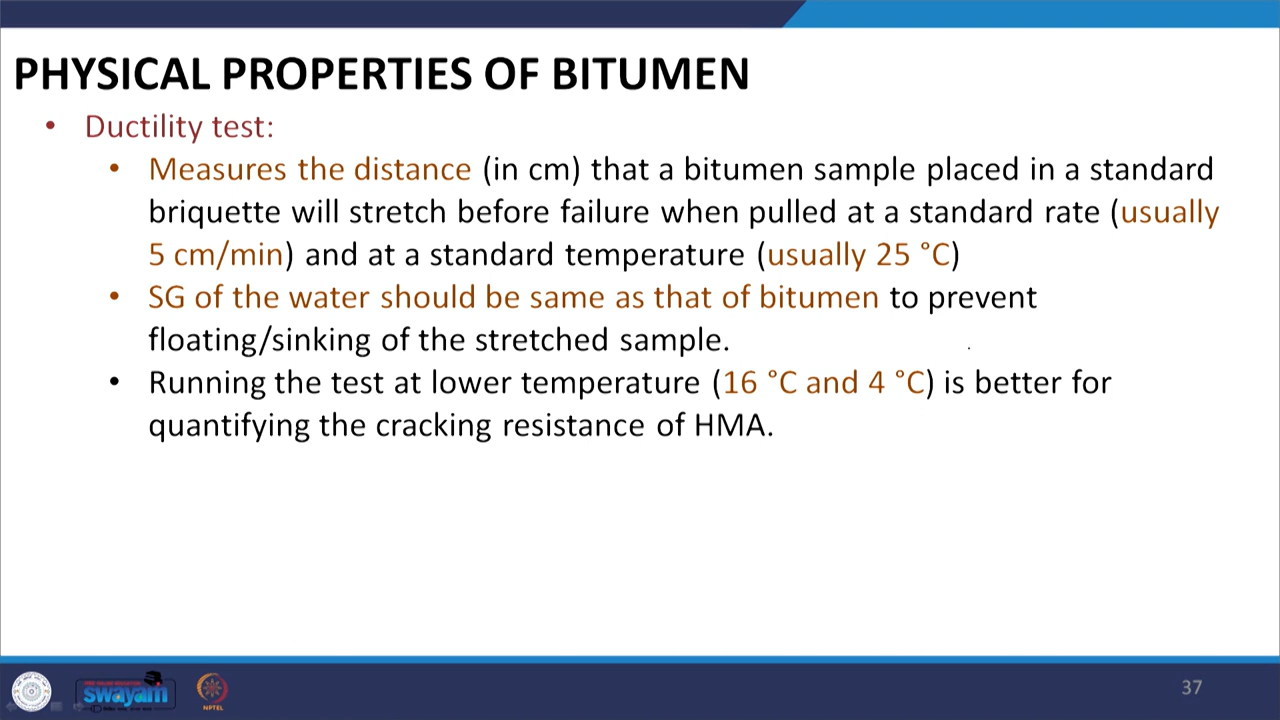 PHYSICAL PROPERTIES OF BITUMEN
• Ductility test:
• Measures the distance (in cm) that a bitumen sample placed in a standard
briquette will stretch before failure when pulled at a standard rate (usually
5 cm/min) and at a standard temperature (usually 25 °C)
• SG of the water should be same as that of bitumen to prevent
floating/sinking of the stretched sample.
• Running the test at lower temperature (16 °C and 4 °C) is better for
quantifying the cracking resistance of HMA.
swayam
NPTEL
37